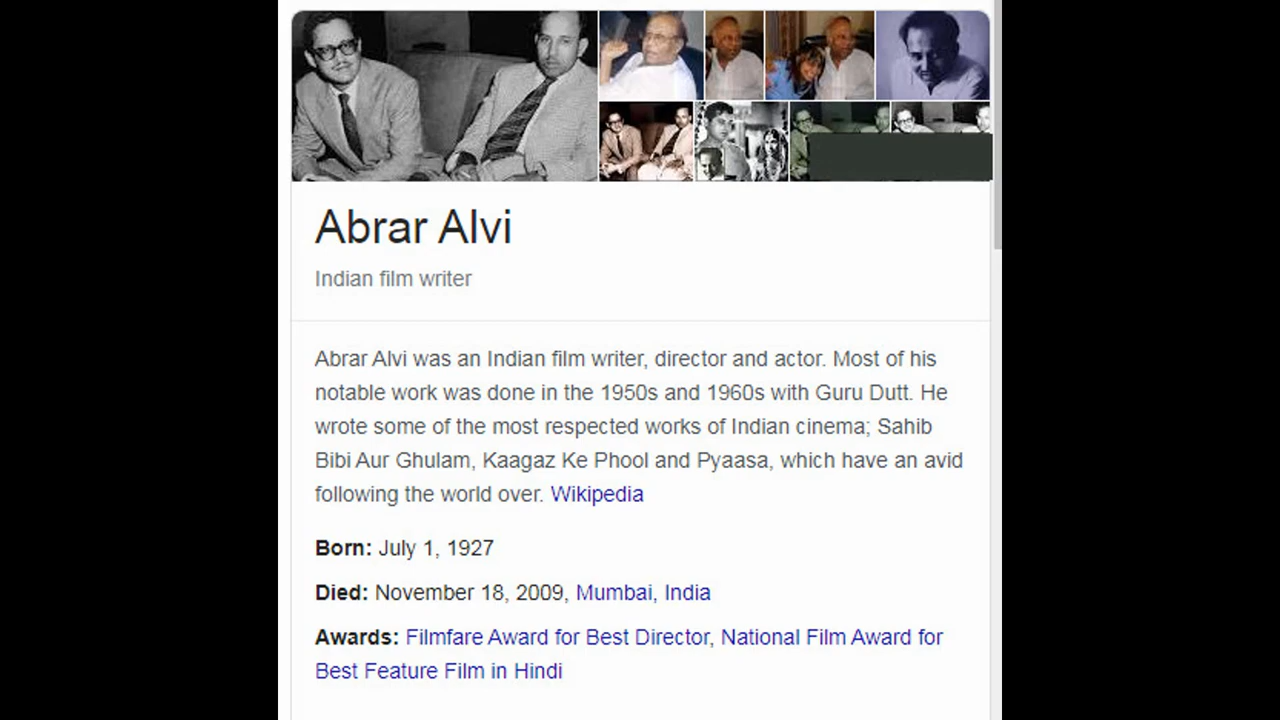 Abrar Alvi
Indian film writer
Abrar Alvi was an Indian film writer, director and actor. Most of his
notable work was done in the 1950s and 1960s with Guru Dutt. He
wrote some of the most respected works of Indian cinema; Sahib
Bibi Aur Ghulam, Kaagaz Ke Phool and Pyaasa, which have an avid
following the world over. Wikipedia
Born: July 1, 1927
Died: November 18, 2009, Mumbai, India
Awards: Filmfare Award for Best Director, National Film Award for
Best Feature Film in Hindi